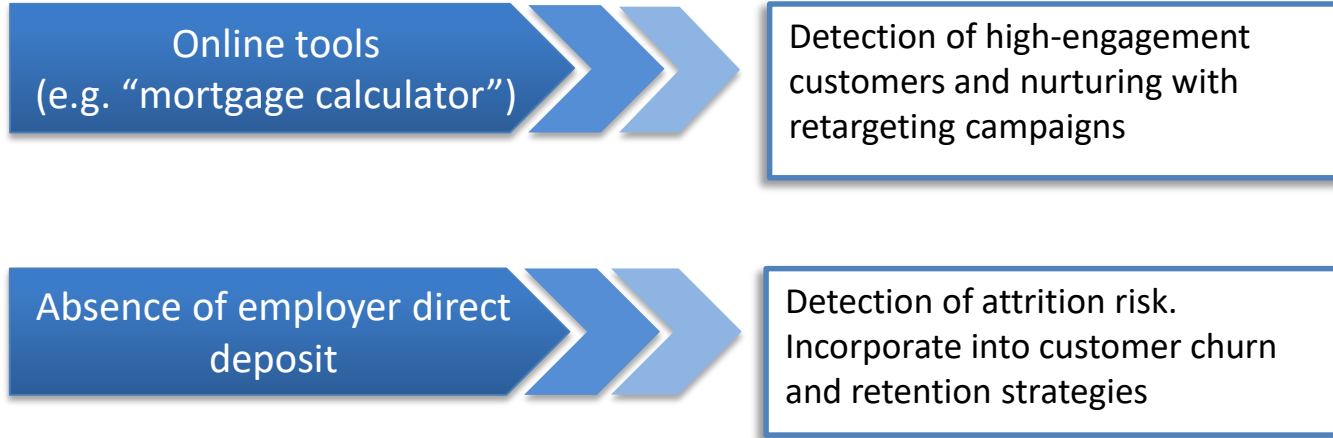 Online tools
(e.g. “mortgage calculator”)
Detection of high-engagement
customers and nurturing with
retargeting campaigns
Absence of employer direct
deposit
Detection of attrition risk.
Incorporate into customer churn
and retention strategies